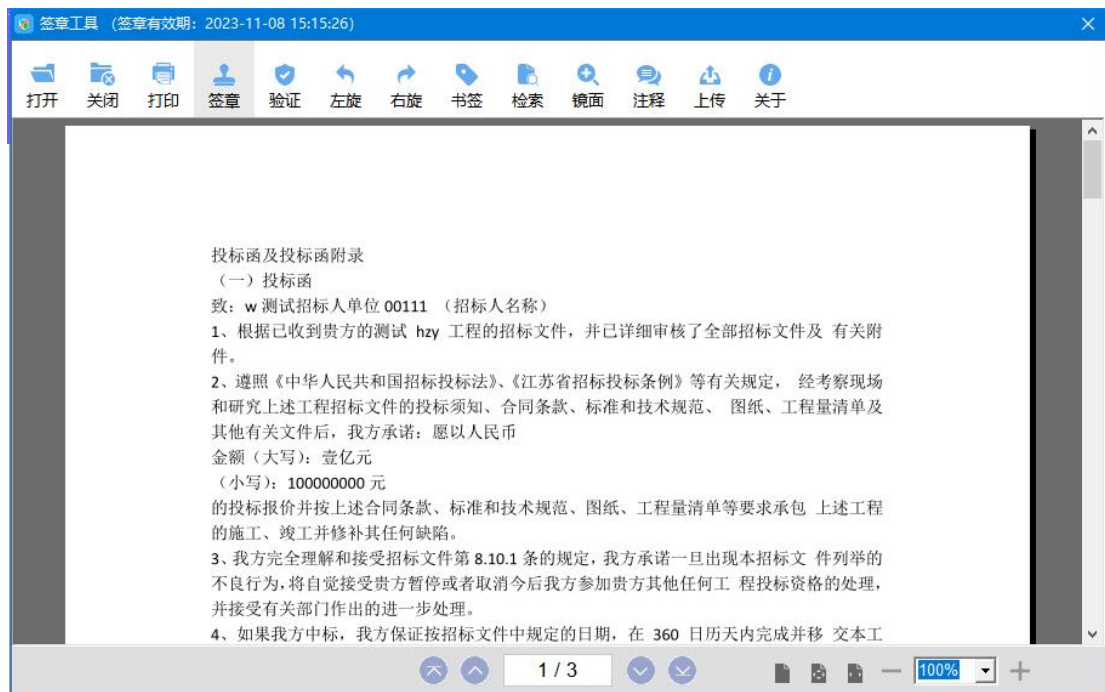 签章工具 (签章有效期: 2023-11-08 15:15:26)
打开 关闭 打印 签章 验证 左旋 右旋 书签 检索 镜面 注释 上传 关于
投标函及投标函附录
（一）投标函
致：w 测试招标人单位 00111 （招标人名称）
1、根据已收到贵方的测试 hzy 工程的招标文件，并已详细审核了全部招标文件及 有关附
件。
2、遵照《中华人民共和国招标投标法》、《江苏省招标投标条例》等有关规定， 经考察现场
和研究上述工程招标文件的投标须知、合同条款、标准和技术规范、 图纸、工程量清单及
其他有关文件后，我方承诺：愿以人民币
金额（大写）：壹亿元
（小写）：100000000 元
的投标报价并按上述合同条款、标准和技术规范、图纸、工程量清单等要求承包 上述工程
的施工、竣工并修补其任何缺陷。
3、我方完全理解和接受招标文件第 8.10.1 条的规定，我方承诺一旦出现本招标文 件列举的
不良行为，将自觉接受贵方暂停或者取消今后我方参加贵方其他任何工 程投标资格的处理，
并接受有关部门作出的进一步处理。
4、如果我方中标，我方保证按招标文件中规定的日期，在 360 日历天内完成并移 交本工
1 / 3
100%